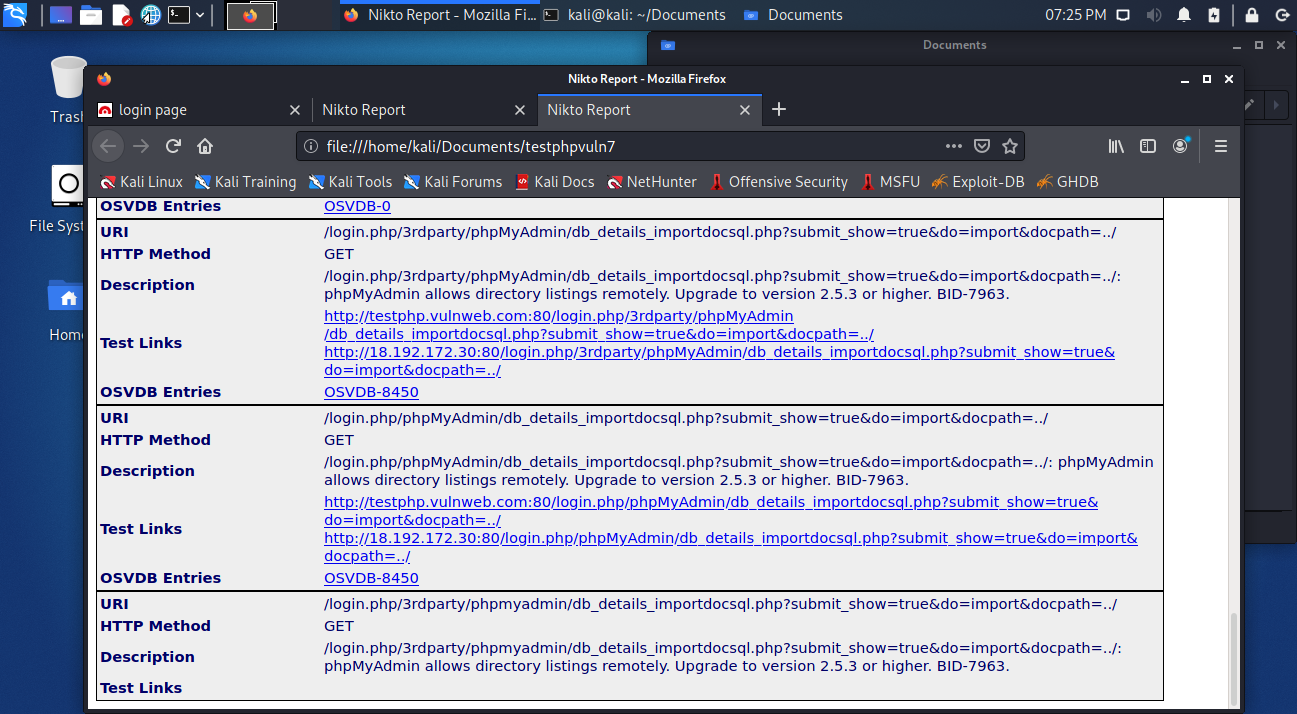 Nikto Report - Mozilla Fi...
kali@kali: ~/Documents
Documents
07:25 PM
Documents
Nikto Report - Mozilla Firefox
login page
Nikto Report
Nikto Report
file:///home/kali/Documents/testphpvuln7
Kali Linux
Kali Training
Kali Tools
Kali Forums
Kali Docs
NetHunter
Offensive Security
MSFU
Exploit-DB
GHDB
Trash
File Syst
Home
OSVDB Entries OSVDB-0
URI /login.php/3rdparty/phpMyAdmin/db_details_importdocsql.php?submit_show=true&do=import&docpath=../
HTTP Method GET
Description /login.php/3rdparty/phpMyAdmin/db_details_importdocsql.php?submit_show=true&do=import&docpath=../:
phpMyAdmin allows directory listings remotely. Upgrade to version 2.5.3 or higher. BID-7963.
Test Links http://testphp.vulnweb.com:80/login.php/3rdparty/phpMyAdmin
/db_details_importdocsql.php?submit_show=true&do=import&docpath=../
http://18.192.172.30:80/login.php/3rdparty/phpMyAdmin/db_details_importdocsql.php?submit_show=true&
do=import&docpath=../
OSVDB Entries OSVDB-8450
URI /login.php/phpMyAdmin/db_details_importdocsql.php?submit_show=true&do=import&docpath=../
HTTP Method GET
Description /login.php/phpMyAdmin/db_details_importdocsql.php?submit_show=true&do=import&docpath=../: phpMyAdmin
allows directory listings remotely. Upgrade to version 2.5.3 or higher. BID-7963.
Test Links http://testphp.vulnweb.com:80/login.php/phpMyAdmin/db_details_importdocsql.php?submit_show=true&
do=import&docpath=../
http://18.192.172.30:80/login.php/phpMyAdmin/db_details_importdocsql.php?submit_show=true&do=import&
docpath=../
OSVDB Entries OSVDB-8450
URI /login.php/3rdparty/phpmyadmin/db_details_importdocsql.php?submit_show=true&do=import&docpath=../
HTTP Method GET
Description /login.php/3rdparty/phpmyadmin/db_details_importdocsql.php?submit_show=true&do=import&docpath=../:
phpMyAdmin allows directory listings remotely. Upgrade to version 2.5.3 or higher. BID-7963.
Test Links